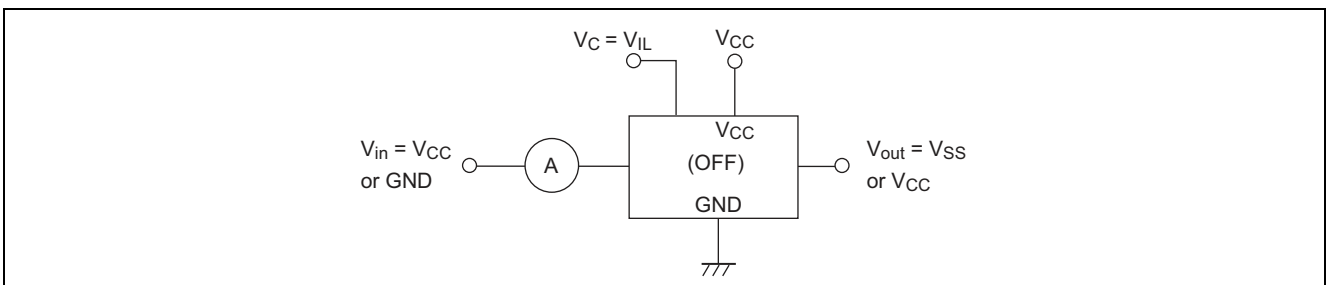 VC = VIL
VCC
VCC
Vin = VCC
or GND
A
(OFF)
Vout = VSS
or VCC
GND